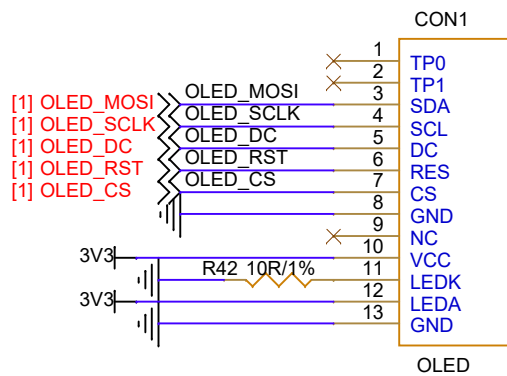 CON1
1 TP0
2 TP1
[1] OLED_MOSI OLED_MOSI 3 SDA
[1] OLED_SCLK OLED_SCLK 4 SCL
[1] OLED_DC OLED_DC 5 DC
[1] OLED_RST OLED_RST 6 RES
[1] OLED_CS OLED_CS 7 CS
8 GND
9 NC
3V3 10 VCC
R42 10R/1% 11 LEDK
3V3 12 LEDA
13 GND
OLED